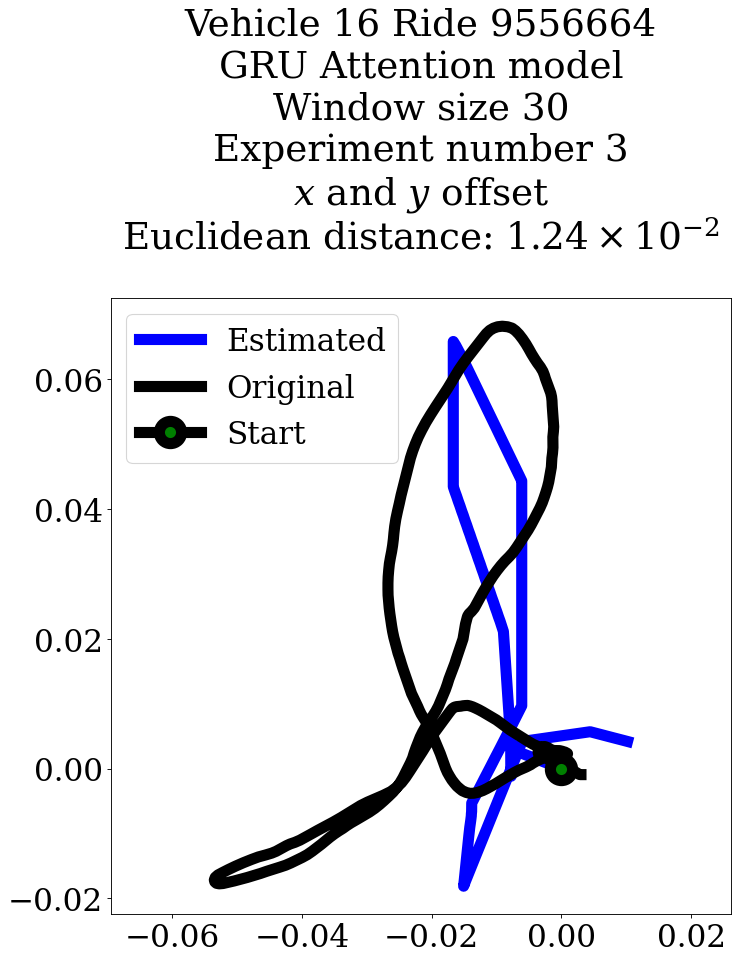 Vehicle 16 Ride 9556664
GRU Attention model
Window size 30
Experiment number 3
x and y offset
Euclidean distance: 1.24 × 10⁻²
Estimated
Original
Start
0.06
0.04
0.02
0.00
−0.02
−0.06 −0.04 −0.02 0.00 0.02